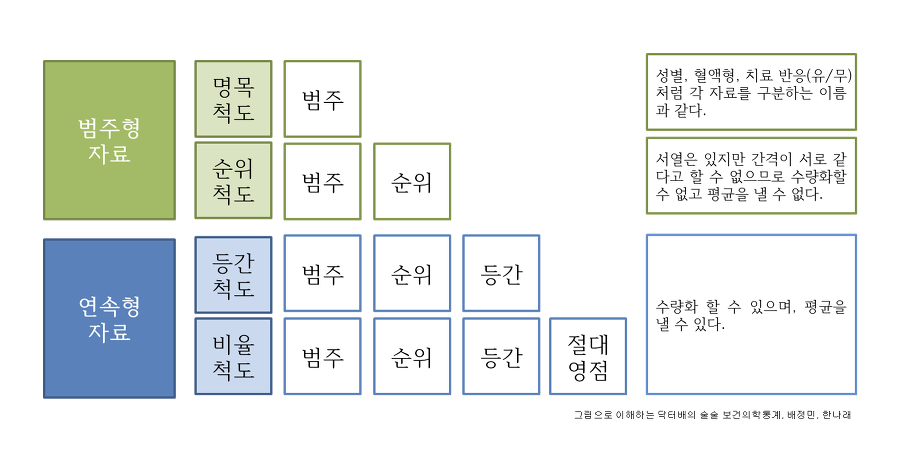 범주형
자료
명목
척도
범주
성별, 혈액형, 치료 반응(유/무)
처럼 각 자료를 구분하는 이름
과 같다.
순위
척도
범주
순위
서열은 있지만 간격이 서로 같
다고 할 수 없으므로 수량화할
수 없고 평균을 낼 수 없다.
연속형
자료
등간
척도
범주
순위
등간
비율
척도
범주
순위
등간
절대
영점
수량화 할 수 있으며, 평균을
낼 수 있다.
그림으로 이해하는 닥터배의 술술 보건의학통계, 배정민, 한나래